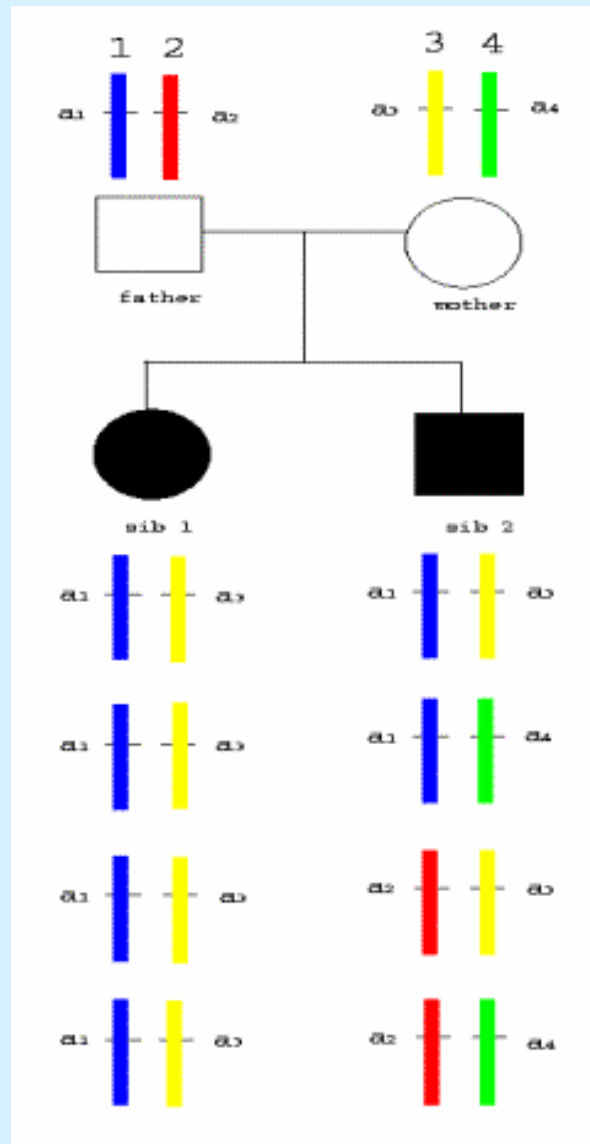 1 2 3 4
a1 a2 a3 a4
father mother
sib 1 sib 2
a1 a3 a1 a3
a1 a3 a1 a4
a1 a3 a2 a3
a1 a3 a2 a4